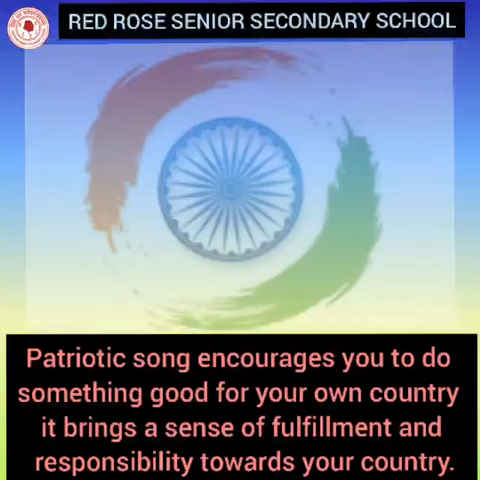 RED ROSE SENIOR SECONDARY SCHOOL
Patriotic song encourages you to do
something good for your own country
it brings a sense of fulfillment and
responsibility towards your country.